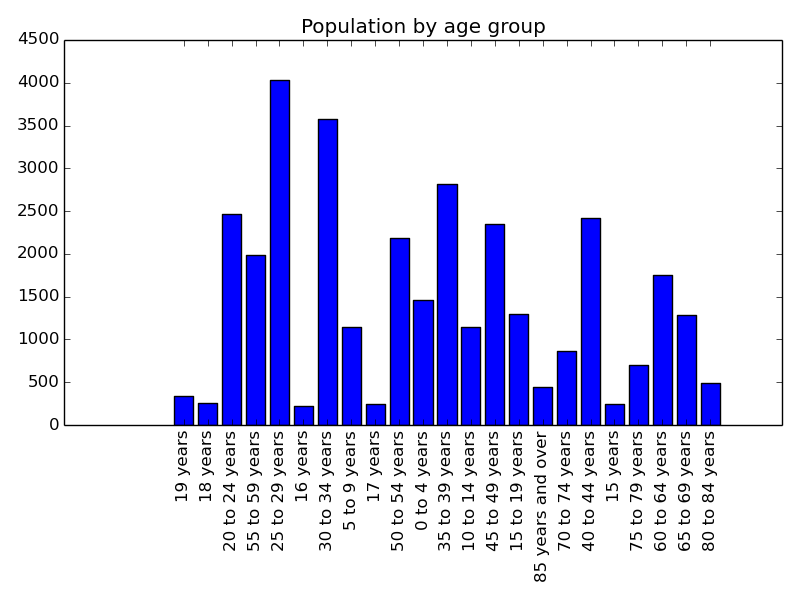 Population by age group
4500
4000
3500
3000
2500
2000
1500
1000
500
0
19 years
18 years
20 to 24 years
55 to 59 years
25 to 29 years
16 years
30 to 34 years
5 to 9 years
17 years
50 to 54 years
0 to 4 years
35 to 39 years
10 to 14 years
45 to 49 years
15 to 19 years
85 years and over
70 to 74 years
40 to 44 years
15 years
75 to 79 years
60 to 64 years
65 to 69 years
80 to 84 years